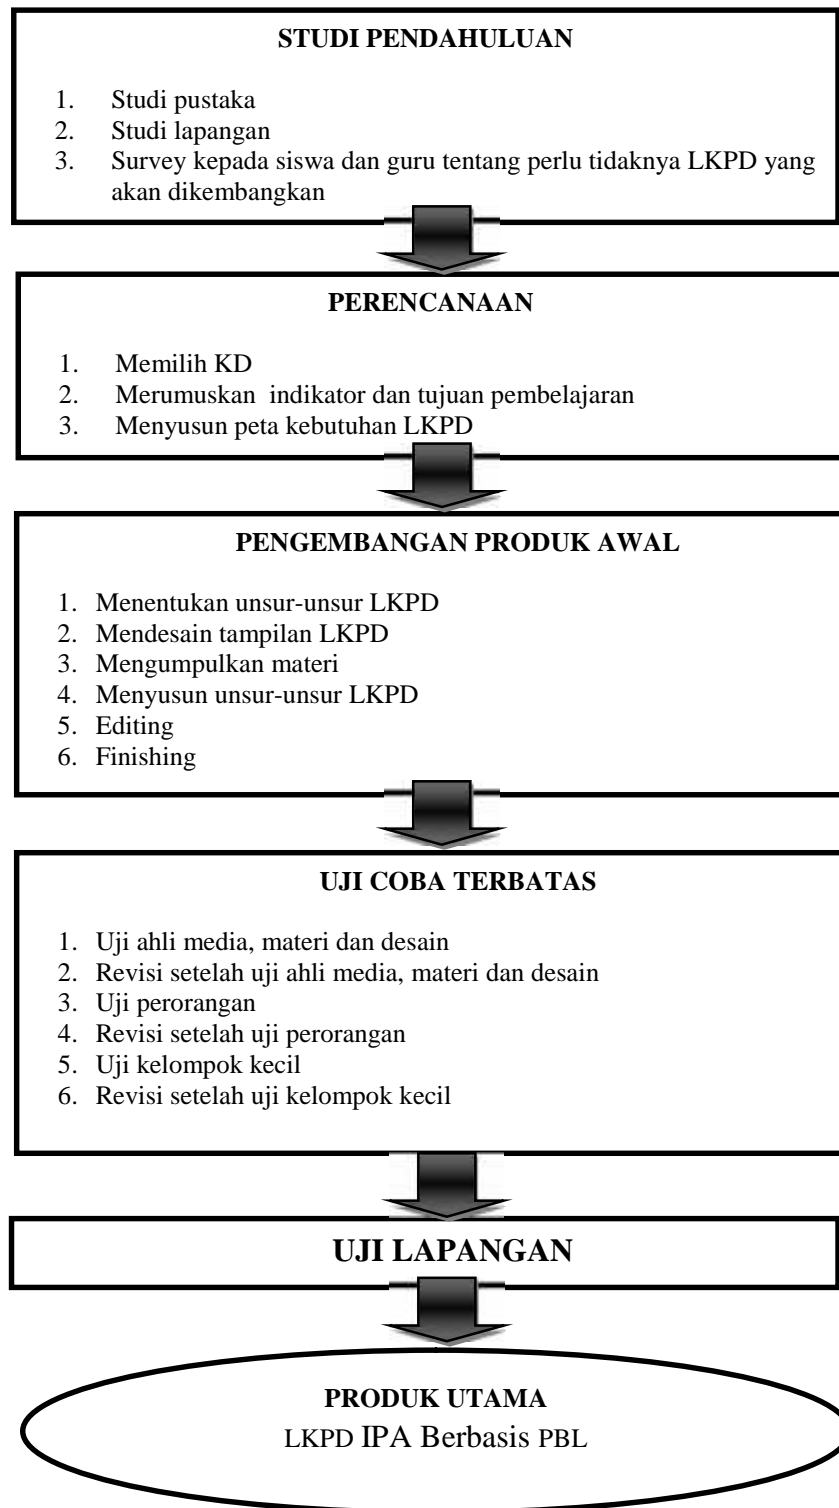 STUDI PENDAHULUAN
1. Studi pustaka
2. Studi lapangan
3. Survey kepada siswa dan guru tentang perlu tidaknya LKPD yang
akan dikembangkan
PERENCANAAN
1. Memilih KD
2. Merumuskan indikator dan tujuan pembelajaran
3. Menyusun peta kebutuhan LKPD
PENGEMBANGAN PRODUK AWAL
1. Menentukan unsur-unsur LKPD
2. Mendesain tampilan LKPD
3. Mengumpulkan materi
4. Menyusun unsur-unsur LKPD
5. Editing
6. Finishing
UJI COBA TERBATAS
1. Uji ahli media, materi dan desain
2. Revisi setelah uji ahli media, materi dan desain
3. Uji perorangan
4. Revisi setelah uji perorangan
5. Uji kelompok kecil
6. Revisi setelah uji kelompok kecil
UJI LAPANGAN
PRODUK UTAMA
LKPD IPA Berbasis PBL